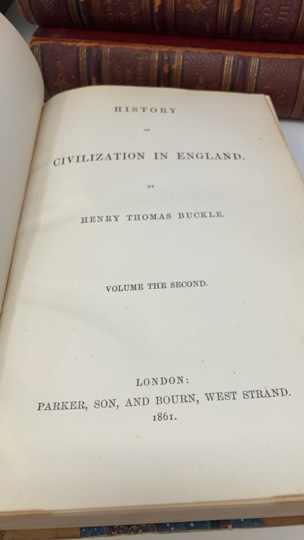 HISTORY
OF
CIVILIZATION IN ENGLAND.
BY
HENRY THOMAS BUCKLE.
VOLUME THE SECOND.
LONDON:
PARKER, SON, AND BOURN, WEST STRAND.
1861.